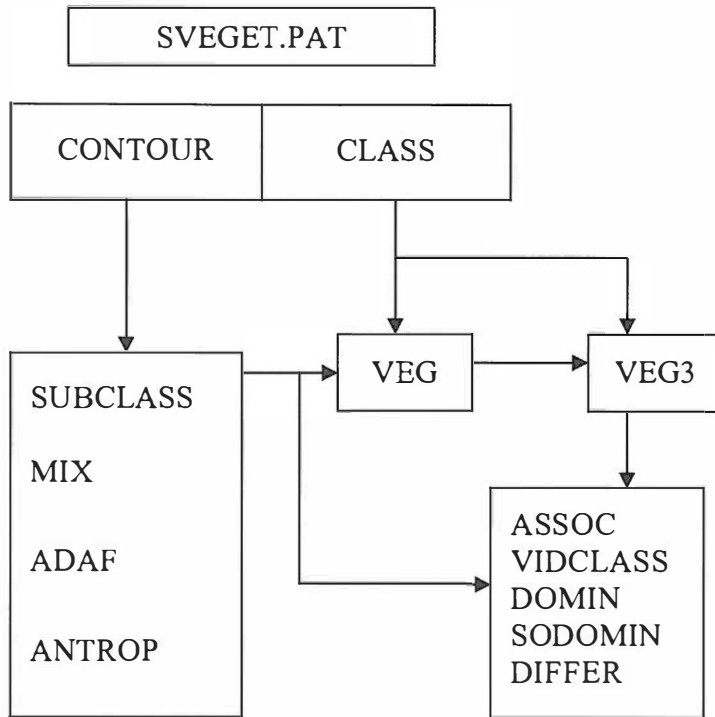 SVEGET.PAT
CONTOUR CLASS
VEG VEG3
SUBCLASS
MIX
ADAF
ANTROP
ASSOC
VIDCLASS
DOMIN
SODOMIN
DIFFER